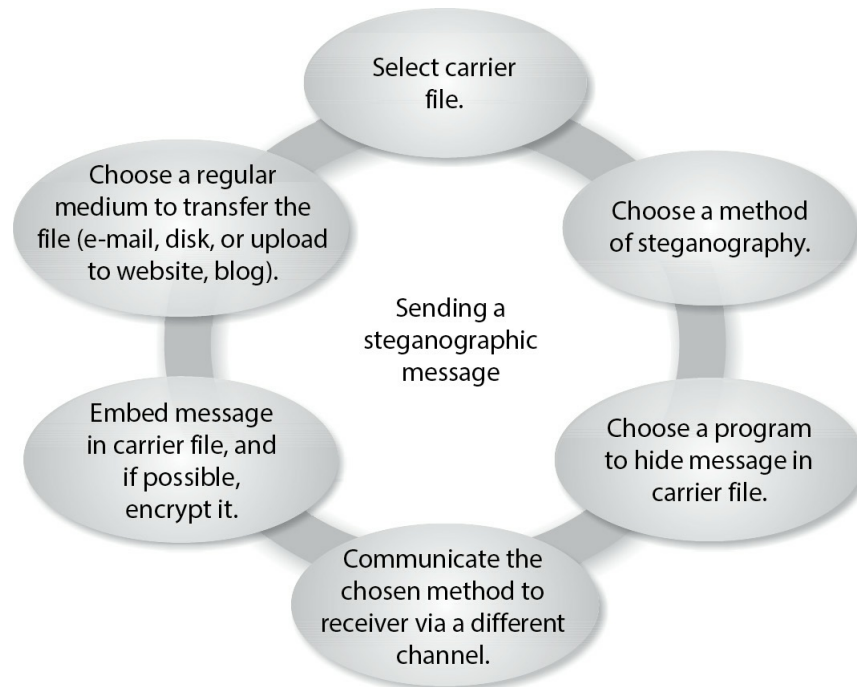 Select carrier
file.
Choose a method
of steganography.
Choose a program
to hide message in
carrier file.
Communicate the
chosen method to
receiver via a different
channel.
Embed message
in carrier file, and
if possible,
encrypt it.
Choose a regular
medium to transfer the
file (e-mail, disk, or upload
to website, blog).
Sending a
steganographic
message